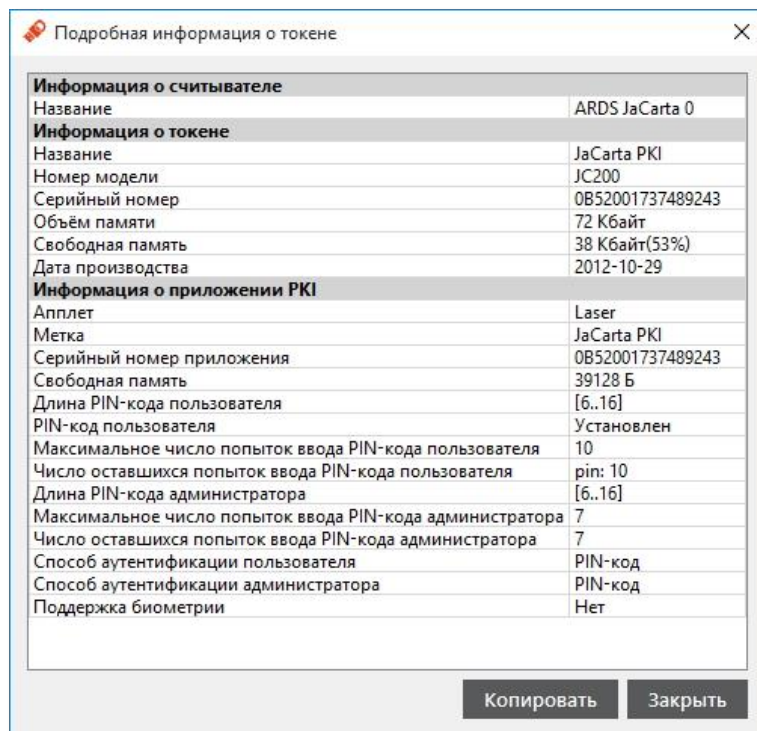 Подробная информация о токене
Информация о считывателе
Название ARDS JaCarta 0
Информация о токене
Название JaCarta PKI
Номер модели JC200
Серийный номер 0B52001737489243
Объём памяти 72 Кбайт
Свободная память 38 Кбайт(53%)
Дата производства 2012-10-29
Информация о приложении PKI
Апплет Laser
Метка JaCarta PKI
Серийный номер приложения 0B52001737489243
Свободная память 39128 Б
Длина PIN-кода пользователя [6..16]
PIN-код пользователя Установлен
Максимальное число попыток ввода PIN-кода пользователя 10
Число оставшихся попыток ввода PIN-кода пользователя pin: 10
Длина PIN-кода администратора [6..16]
Максимальное число попыток ввода PIN-кода администратора 7
Число оставшихся попыток ввода PIN-кода администратора 7
Способ аутентификации пользователя PIN-код
Способ аутентификации администратора PIN-код
Поддержка биометрии Нет
Копировать Закрыть